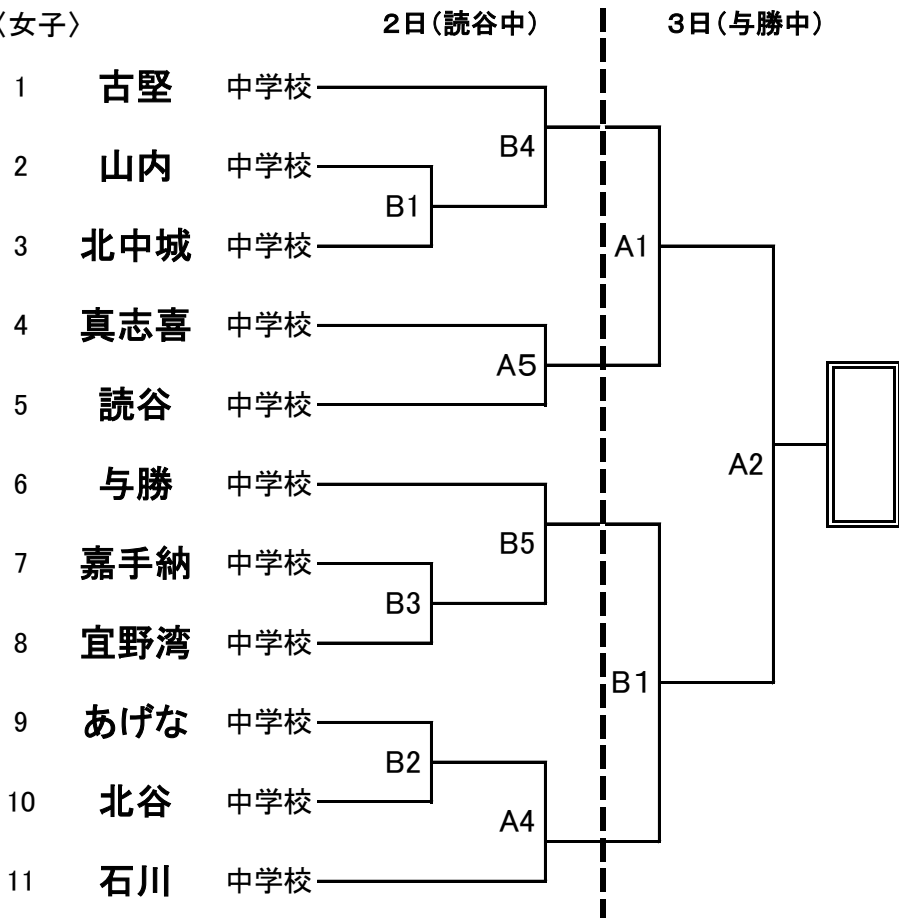 〈女子〉 2日(読谷中) 3日(与勝中)
1 古堅 中学校
B4
2 山内 中学校
B1
3 北中城 中学校
A1
4 真志喜 中学校
A5
5 読谷 中学校
A2
6 与勝 中学校
B5
7 嘉手納 中学校
B3
8 宜野湾 中学校
B1
9 あげな 中学校
B2
10 北谷 中学校
A4
11 石川 中学校